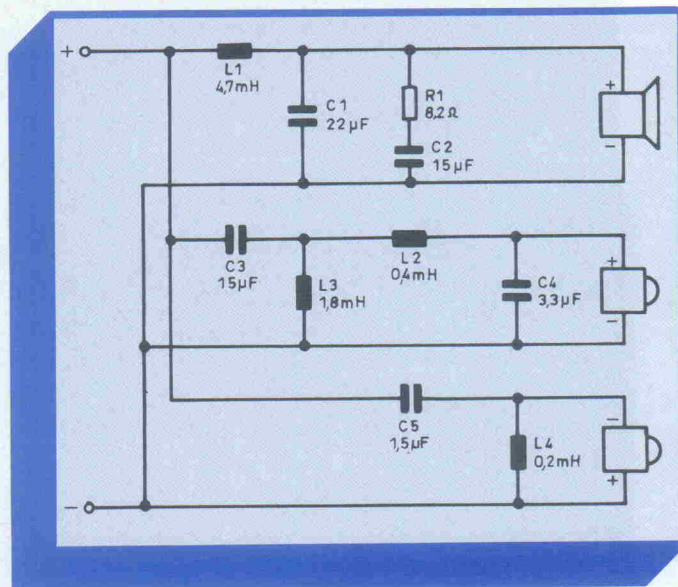 +
L1
4,7mH
C1
22µF
R1
8,2Ω
C2
15µF
+
−
C3
15µF
L2
0,4mH
L3
1,8mH
C4
3,3µF
+
−
C5
1,5µF
L4
0,2mH
−
+
−